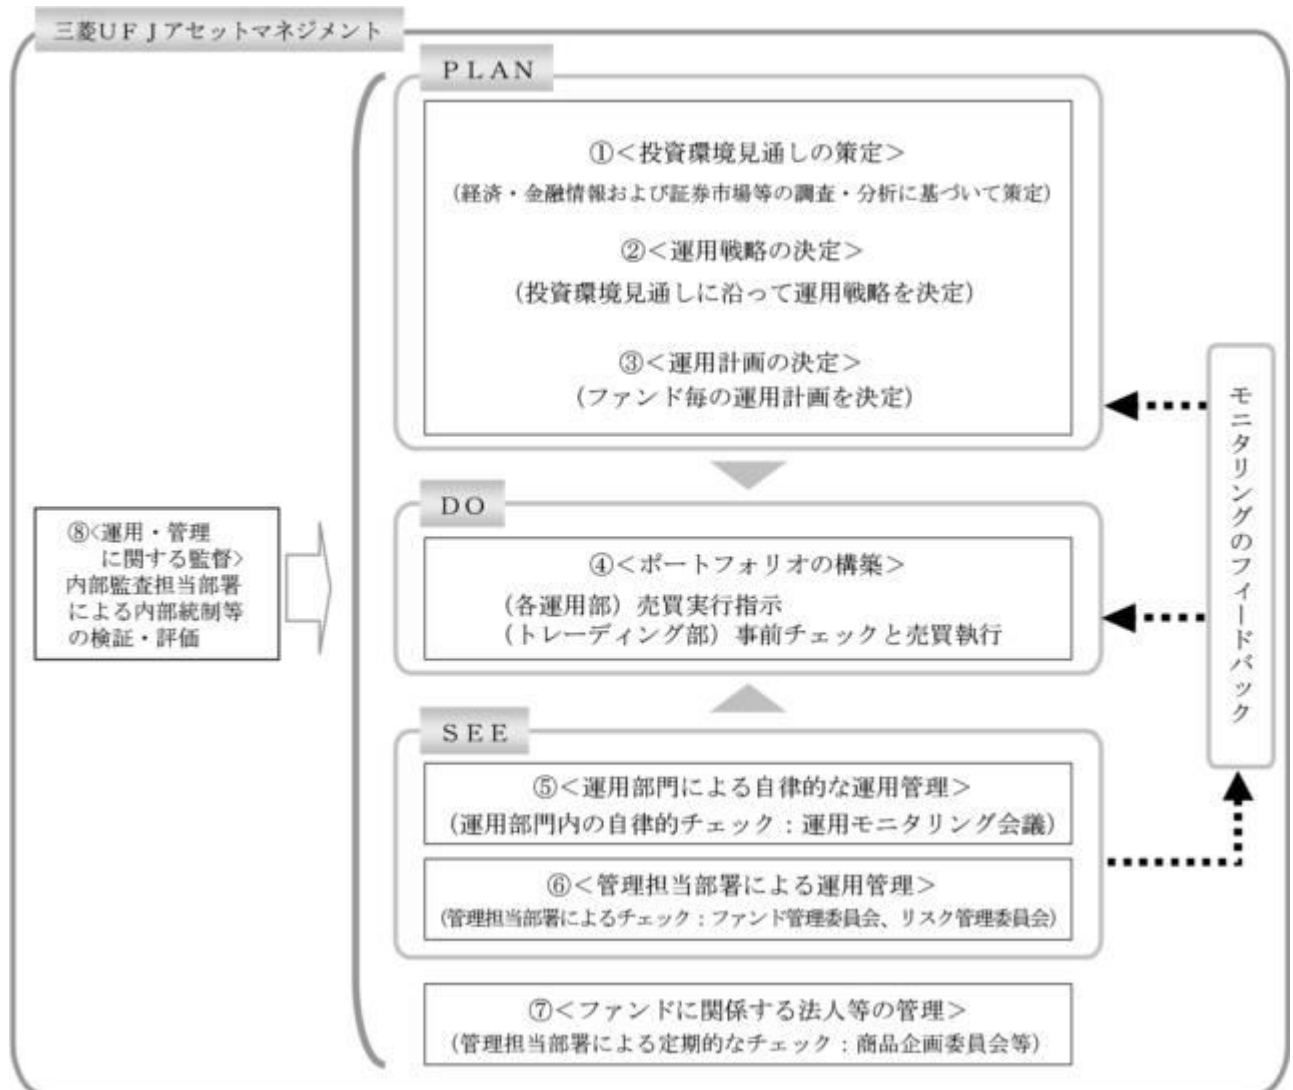 三菱ＵＦＪアセットマネジメント
ＰＬＡＮ
①＜投資環境見通しの策定＞
（経済・金融情報および証券市場等の調査・分析に基づいて策定）
②＜運用戦略の決定＞
（投資環境見通しに沿って運用戦略を決定）
③＜運用計画の決定＞
（ファンド毎の運用計画を決定）
ＤＯ
④＜ポートフォリオの構築＞
（各運用部）売買実行指示
（トレーディング部）事前チェックと売買執行
ＳＥＥ
⑤＜運用部門による自律的な運用管理＞
（運用部門内の自律的チェック：運用モニタリング会議）
⑥＜管理担当部署による運用管理＞
（管理担当部署によるチェック：ファンド管理委員会、リスク管理委員会）
⑦＜ファンドに関係する法人等の管理＞
（管理担当部署による定期的なチェック：商品企画委員会等）
⑧<運用・管理
に関する監督>
内部監査担当部署
による内部統制等
の検証・評価
モニタリングのフィードバック